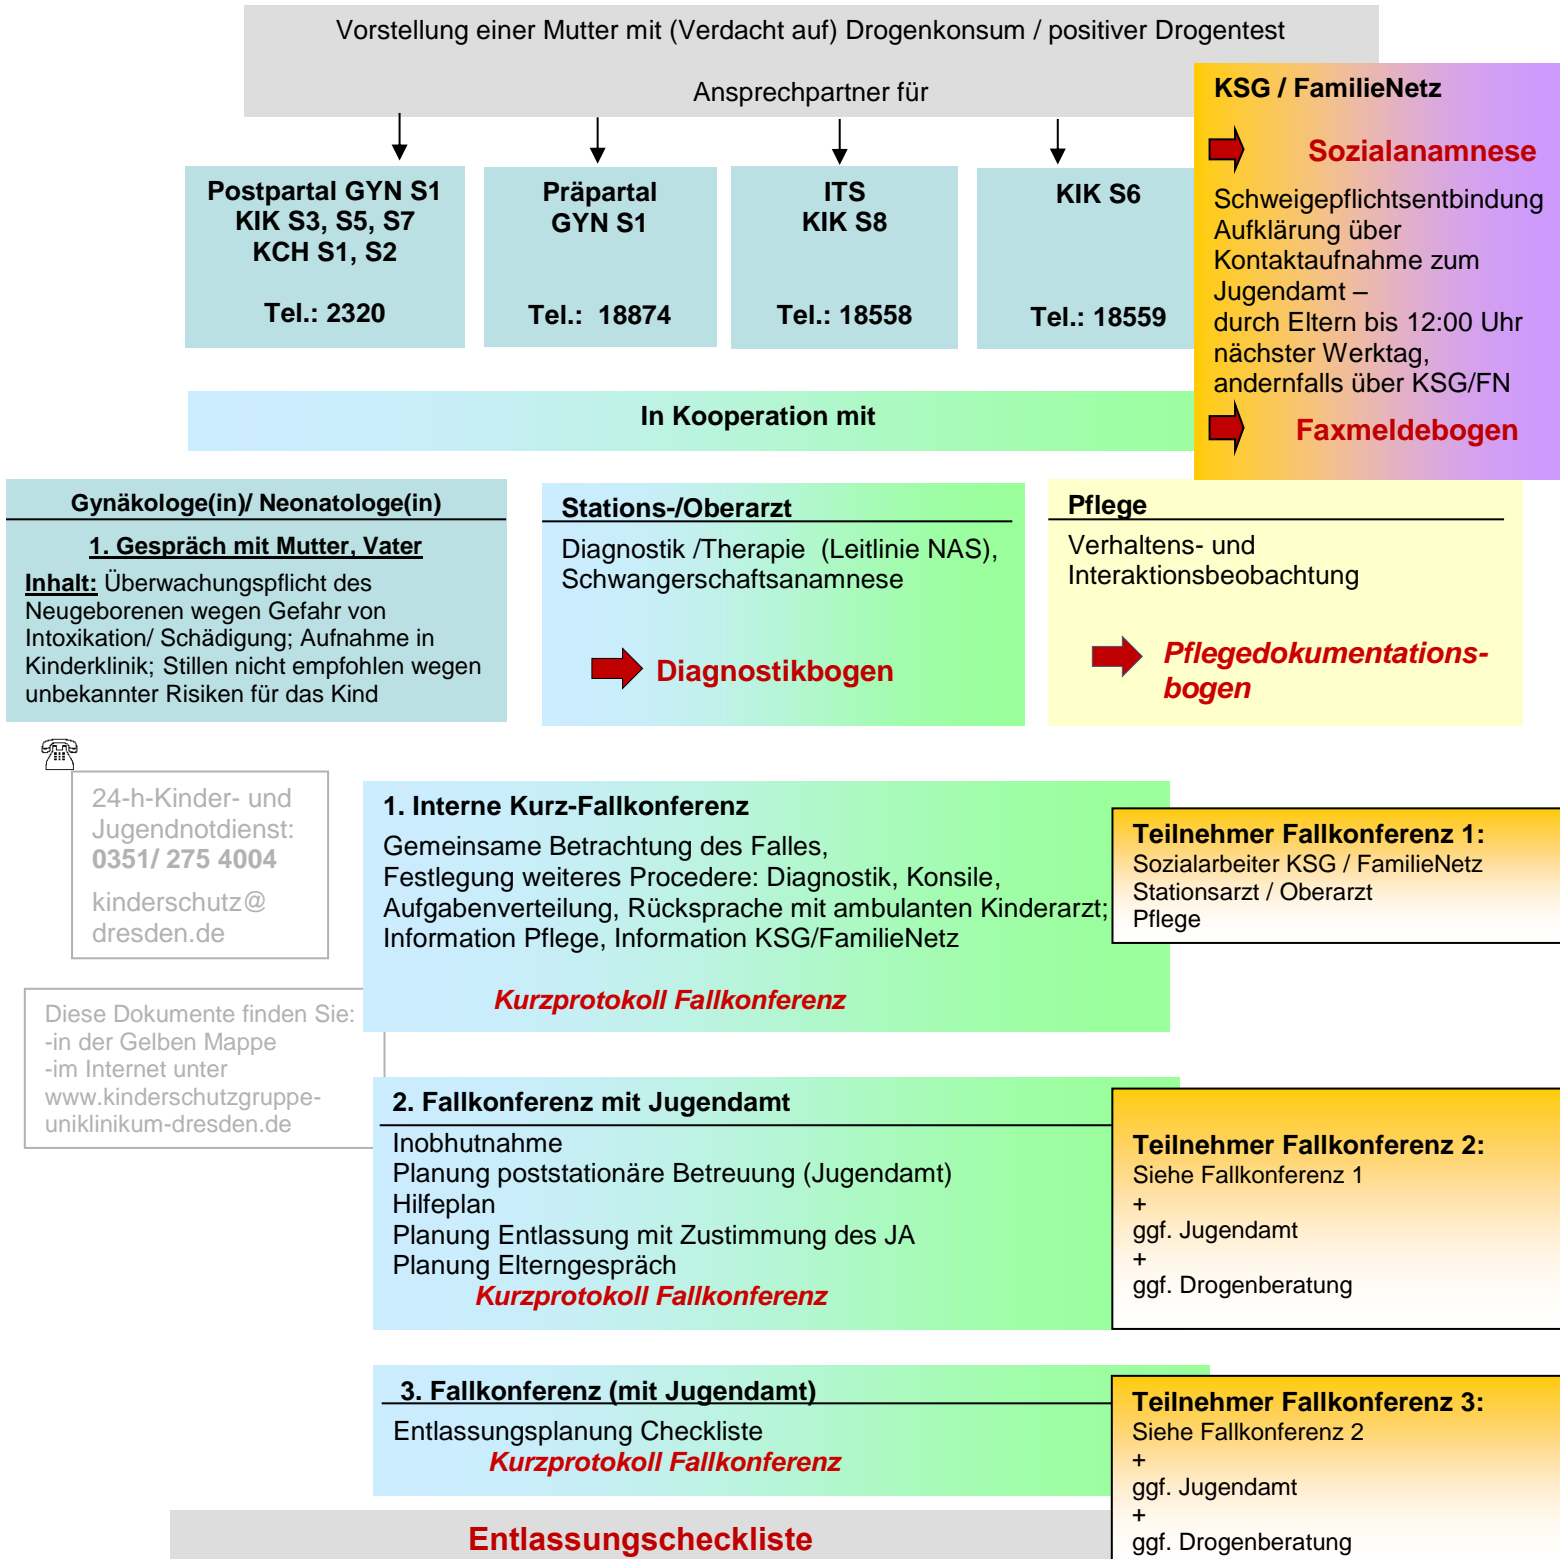 Vorstellung einer Mutter mit (Verdacht auf) Drogenkonsum / positiver Drogentest
Ansprechpartner für
Postpartal GYN S1
KIK S3, S5, S7
KCH S1, S2
Tel.: 2320
Präpartal
GYN S1
Tel.: 18874
ITS
KIK S8
Tel.: 18558
KIK S6
Tel.: 18559
KSG / FamilieNetz
Sozialanamnese
Schweigepflichtsentbindung
Aufklärung über
Kontaktaufnahme zum
Jugendamt –
durch Eltern bis 12:00 Uhr
nächster Werktag,
andernfalls über KSG/FN
Faxmeldebogen
In Kooperation mit
Gynäkologe(in)/ Neonatologe(in)
1. Gespräch mit Mutter, Vater
Inhalt: Überwachungspflicht des
Neugeborenen wegen Gefahr von
Intoxikation/ Schädigung; Aufnahme in
Kinderklinik; Stillen nicht empfohlen wegen
unbekannter Risiken für das Kind
Stations-/Oberarzt
Diagnostik /Therapie (Leitlinie NAS),
Schwangerschaftsanamnese
Diagnostikbogen
Pflege
Verhaltens- und
Interaktionsbeobachtung
Pflegedokumentations-
bogen
24-h-Kinder- und
Jugendnotdienst:
0351/ 275 4004
kinderschutz@
dresden.de
Diese Dokumente finden Sie:
-in der Gelben Mappe
-im Internet unter
www.kinderschutzgruppe-
uniklinikum-dresden.de
1. Interne Kurz-Fallkonferenz
Gemeinsame Betrachtung des Falles,
Festlegung weiteres Procedere: Diagnostik, Konsile,
Aufgabenverteilung, Rücksprache mit ambulanten Kinderarzt;
Information Pflege, Information KSG/FamilieNetz
Kurzprotokoll Fallkonferenz
Teilnehmer Fallkonferenz 1:
Sozialarbeiter KSG / FamilieNetz
Stationsarzt / Oberarzt
Pflege
2. Fallkonferenz mit Jugendamt
Inobhutnahme
Planung poststationäre Betreuung (Jugendamt)
Hilfeplan
Planung Entlassung mit Zustimmung des JA
Planung Elterngespräch
Kurzprotokoll Fallkonferenz
Teilnehmer Fallkonferenz 2:
Siehe Fallkonferenz 1
+
ggf. Jugendamt
+
ggf. Drogenberatung
3. Fallkonferenz (mit Jugendamt)
Entlassungsplanung Checkliste
Kurzprotokoll Fallkonferenz
Teilnehmer Fallkonferenz 3:
Siehe Fallkonferenz 2
+
ggf. Jugendamt
+
ggf. Drogenberatung
Entlassungscheckliste